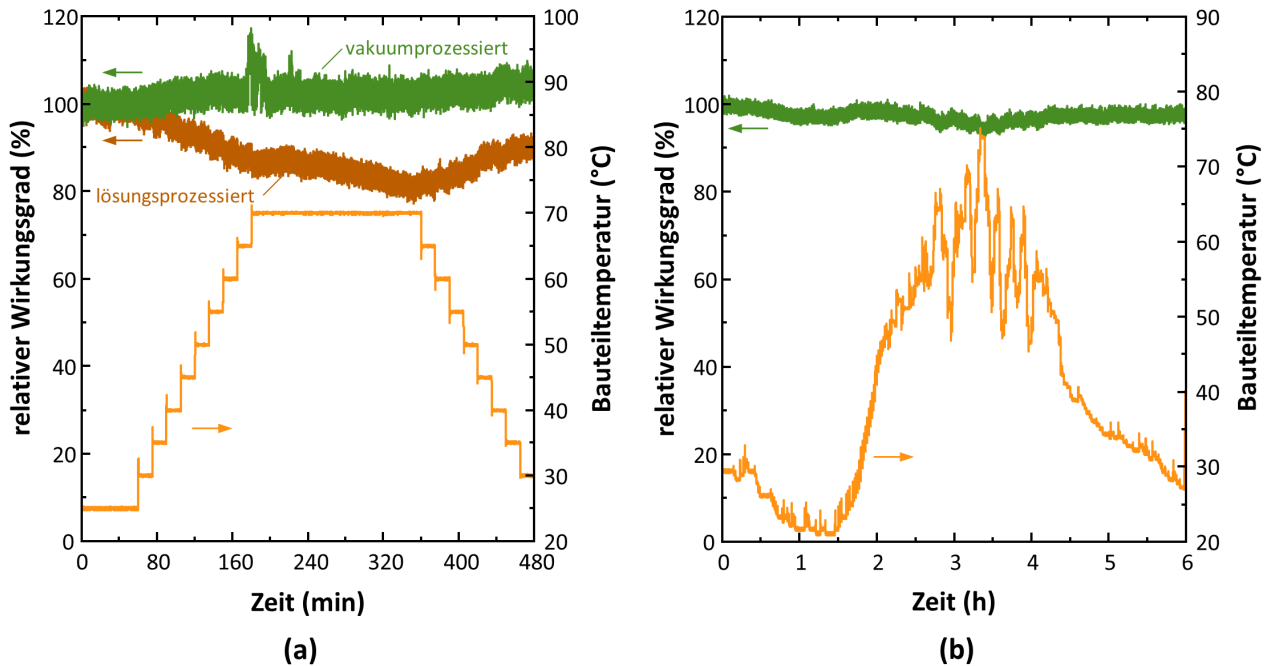 relativer Wirkungsgrad (%)
120
100
80
60
40
20
0
vakuumprozessiert
lösungsprozessiert
100
90
80
70
60
50
40
30
20
Bauteiltemperatur (°C)
0 80 160 240 320 400 480
Zeit (min)
(a)
relativer Wirkungsgrad (%)
120
100
80
60
40
20
0
90
80
70
60
50
40
30
20
Bauteiltemperatur (°C)
0 1 2 3 4 5 6
Zeit (h)
(b)